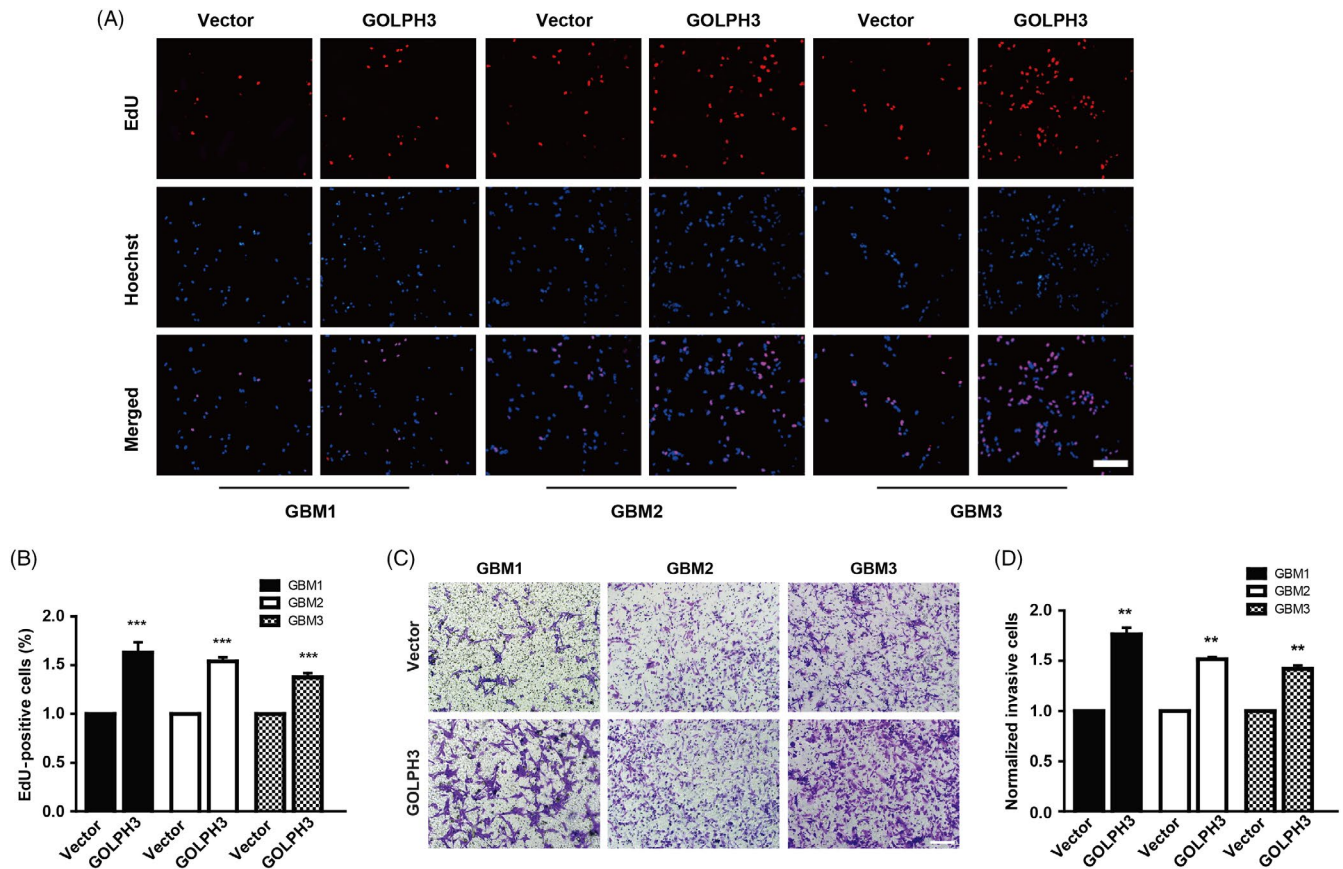 (A)
Vector GOLPH3 Vector GOLPH3 Vector GOLPH3
EdU
Hoechst
Merged
GBM1 GBM2 GBM3
(B)
GBM1
GBM2
GBM3
EdU-positive cells (%)
2.0
1.5
1.0
0.5
0.0
***
***
***
Vector GOLPH3 Vector GOLPH3 Vector GOLPH3
(C)
GBM1 GBM2 GBM3
Vector
GOLPH3
(D)
GBM1
GBM2
GBM3
Normalized invasive cells
2.0
1.5
1.0
0.5
0.0
**
**
**
Vector GOLPH3 Vector GOLPH3 Vector GOLPH3